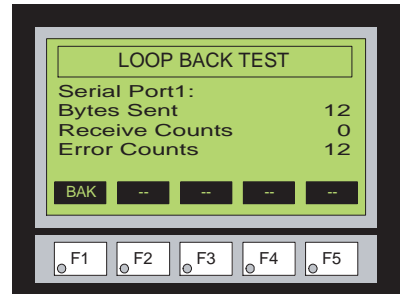 LOOP BACK TEST
Serial Port1:
Bytes Sent 12
Receive Counts 0
Error Counts 12
BAK -- -- -- --
F1 F2 F3 F4 F5